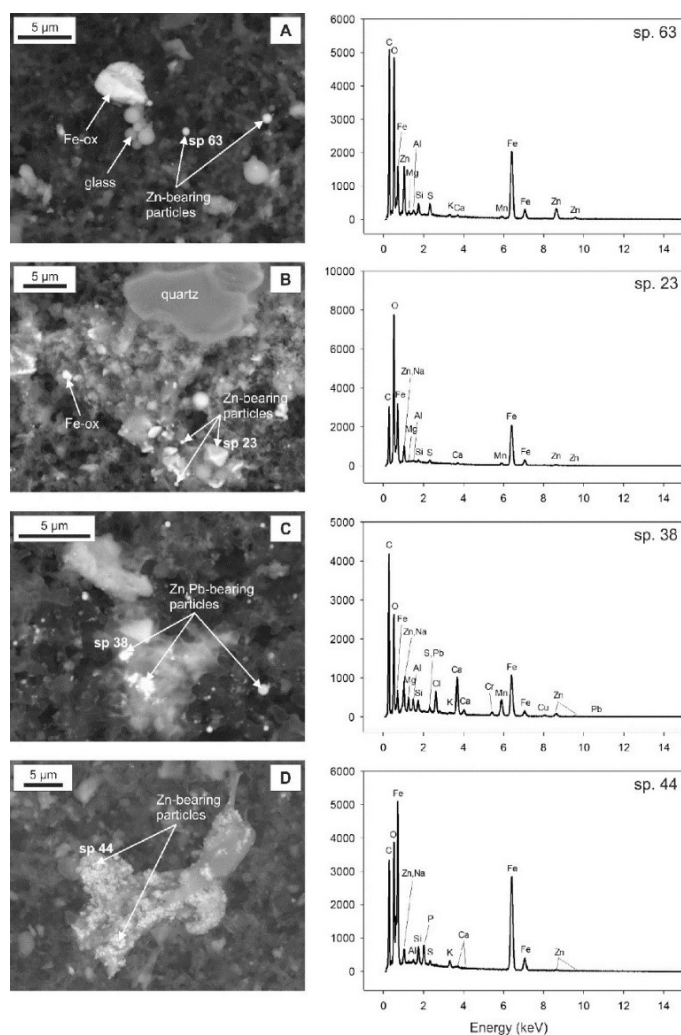 5 µm
A
Fe-ox
sp 63
glass
Zn-bearing
particles
sp. 63
6000
5000
4000
3000
2000
1000
0
C
O
Fe
Zn
Al
Mg
Si
S
K
Ca
Mn
Fe
Fe
Zn
Zn
0 2 4 6 8 10 12 14
5 µm
B
quartz
Zn-bearing
particles
Fe-ox
sp 23
sp. 23
10000
8000
6000
4000
2000
0
O
C
Fe
Zn,Na
Al
Mg
Si
S
Ca
Mn
Fe
Fe
Zn
Zn
0 2 4 6 8 10 12 14
5 µm
C
Zn,Pb-bearing
particles
sp 38
sp. 38
5000
4000
3000
2000
1000
0
C
O
Fe
Zn,Na
Mg
Al
Si
S,Pb
Cl
K
Ca
Ca
Cr
Mn
Fe
Fe
Cu
Zn
Pb
0 2 4 6 8 10 12 14
5 µm
D
Zn-bearing
particles
sp 44
sp. 44
6000
5000
4000
3000
2000
1000
0
C
O
Fe
Zn,Na
Al
Si
P
S
K
Ca
Fe
Fe
Zn
0 2 4 6 8 10 12 14
Energy (keV)